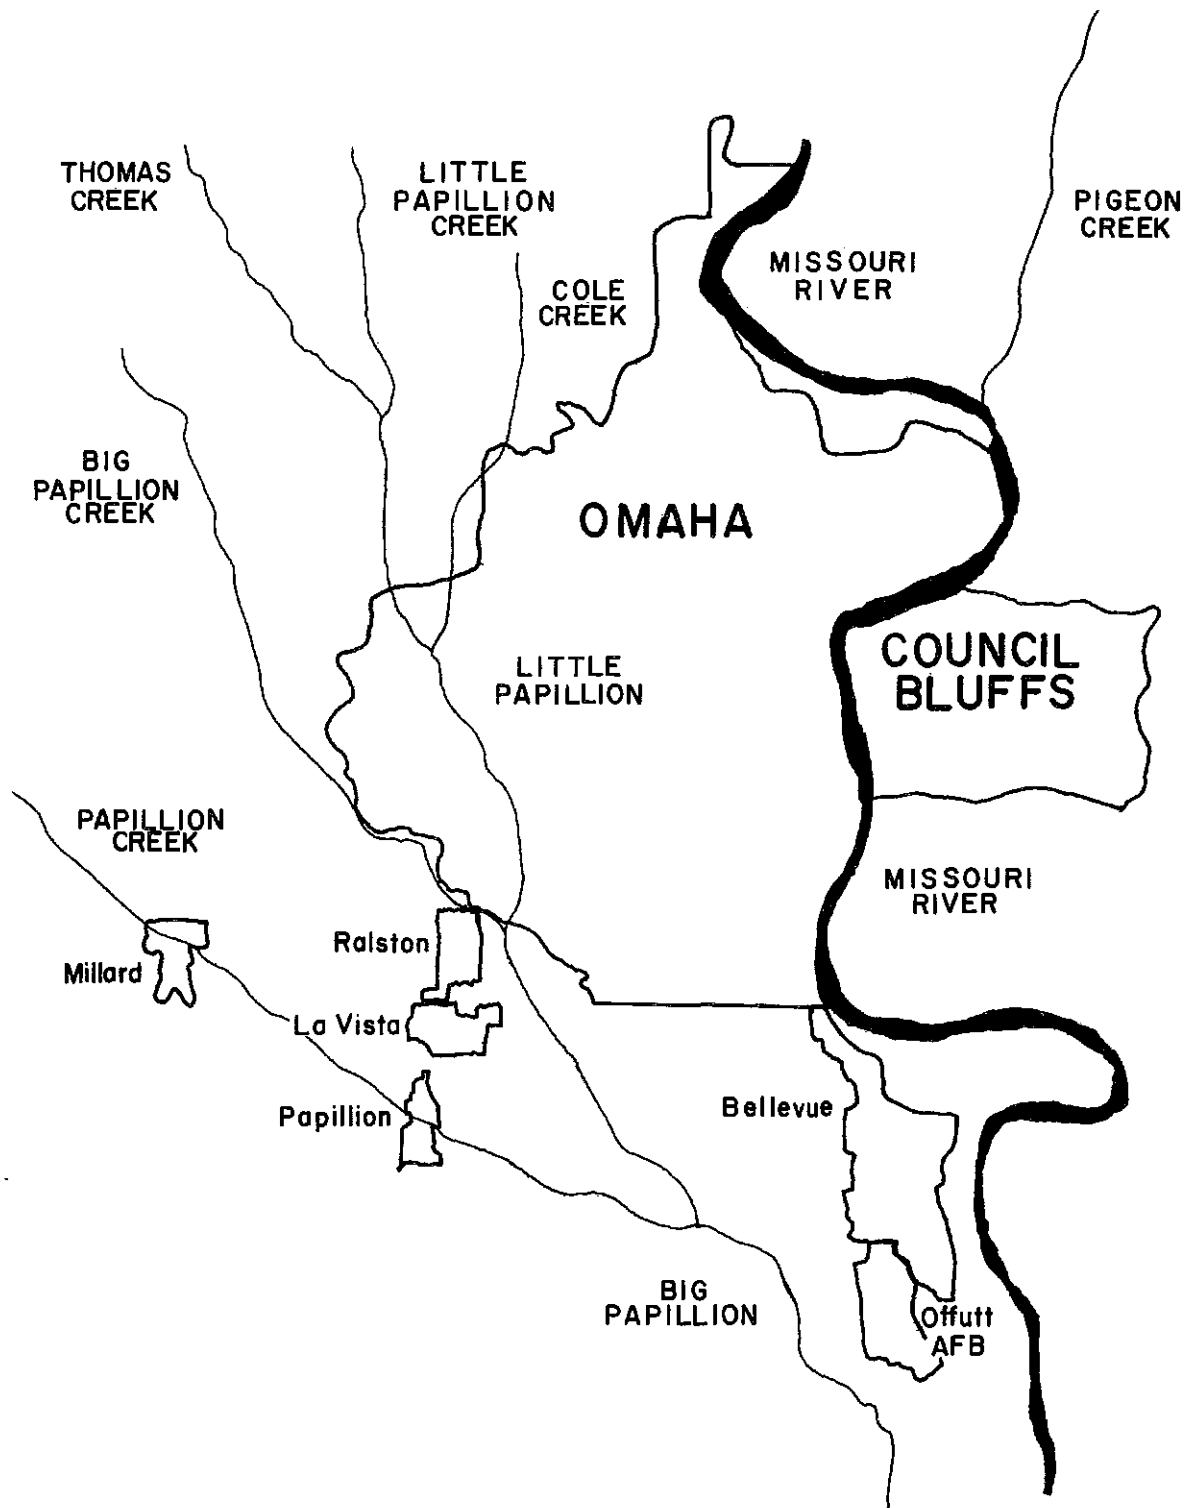 THOMAS
CREEK
LITTLE
PAPILLION
CREEK
PIGEON
CREEK
MISSOURI
RIVER
COLE
CREEK
BIG
PAPILLION
CREEK
OMAHA
COUNCIL
BLUFFS
LITTLE
PAPILLION
PAPILLION
CREEK
MISSOURI
RIVER
Ralston
Millard
La Vista
Papillion
Bellevue
BIG
PAPILLION
Offutt
AFB